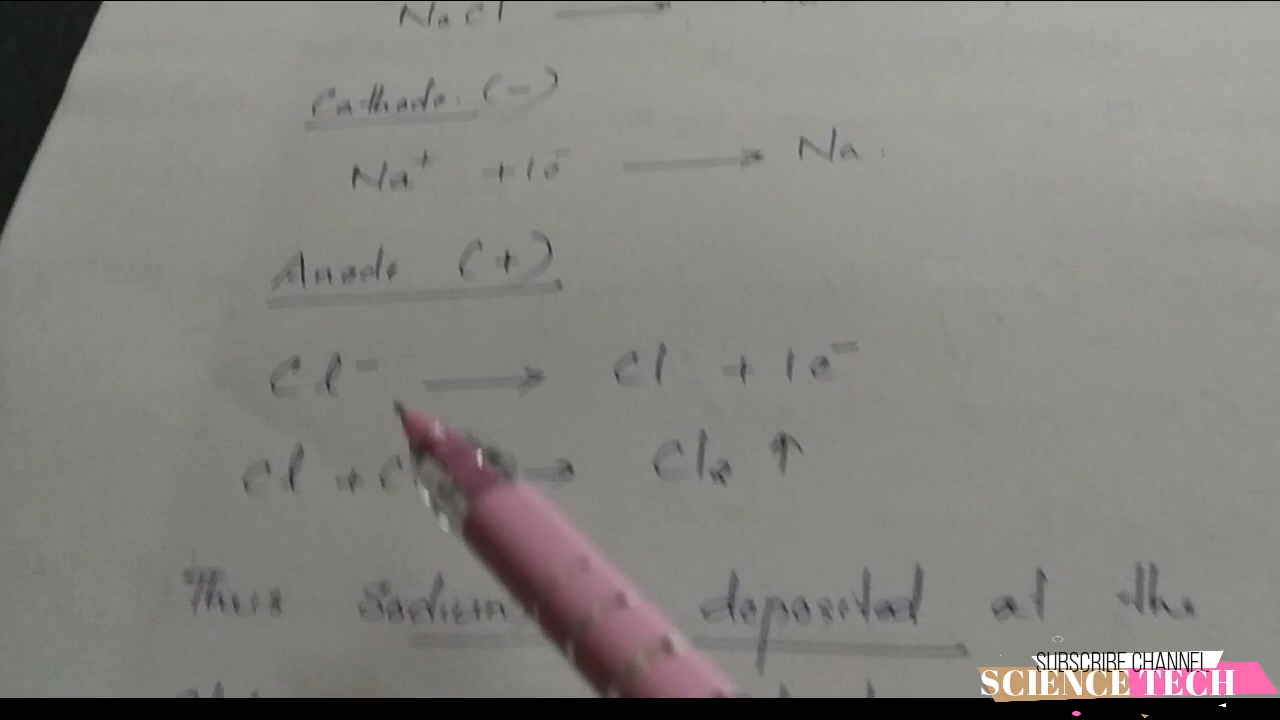 NaCl ⟶
Cathode: (-)
Na⁺ + 1e⁻ ⟶ Na.
Anode (+)
Cl⁻ ⟶ Cl + 1e⁻
Cl + Cl → Cl₂ ↑
Thus Sodium deposited at the
SUBSCRIBE CHANNEL
SCIENCE TECH